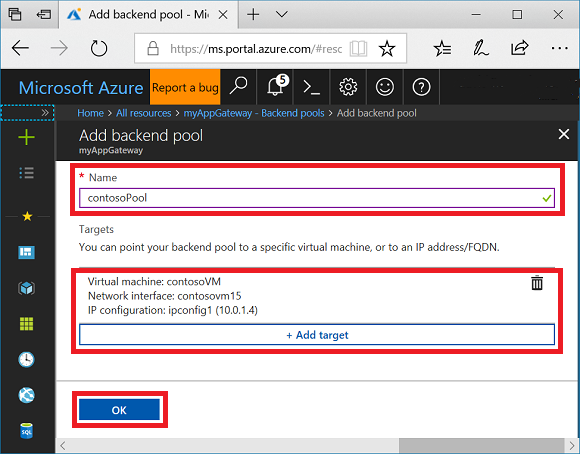 Add backend pool - Mic
https://ms.portal.azure.com/#resc
Microsoft Azure
Report a bug
5
Home > All resources > myAppGateway - Backend pools > Add backend pool
Add backend pool
myAppGateway
* Name
contosoPool
Targets
You can point your backend pool to a specific virtual machine, or to an IP address/FQDN.
Virtual machine: contosoVM
Network interface: contosovm15
IP configuration: ipconfig1 (10.0.1.4)
+ Add target
OK
SQL